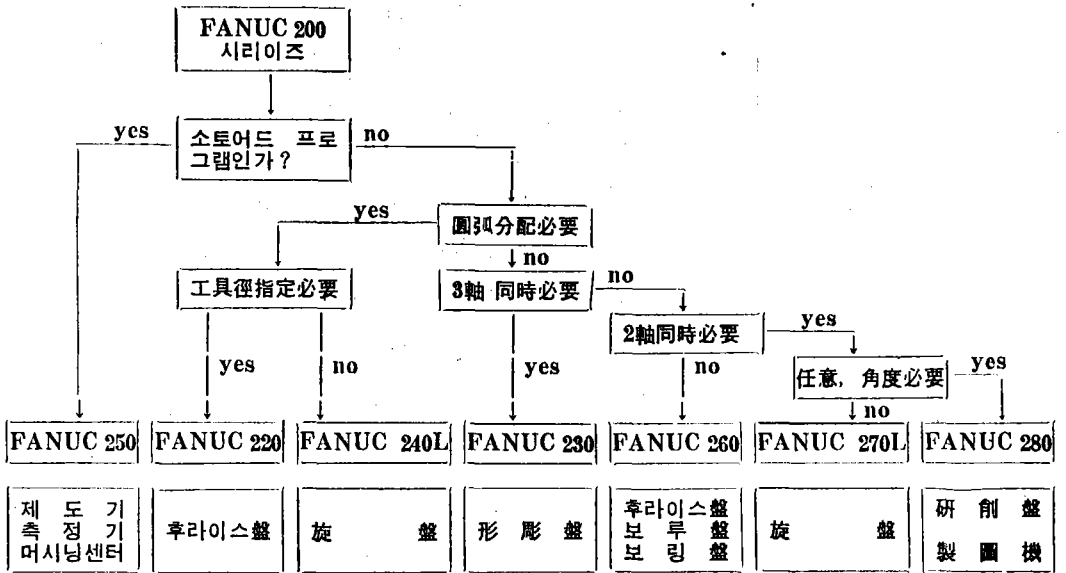 FANUC 200
시리이즈
yes
소토어드 프로
그램인가?
no
yes
圓弧分配必要
no
工具徑指定必要
3軸 同時必要
no
2軸同時必要
yes
yes
no
yes
no
任意, 角度必要
yes
no
FANUC 250
FANUC 220
FANUC 240L
FANUC 230
FANUC 260
FANUC 270L
FANUC 280
제 도 기
측 정 기
머시닝센터
후라이스盤
旋 盤
形 彫 盤
후라이스盤
보 루 盤
보 링 盤
旋 盤
硏 削 盤
製 圖 機